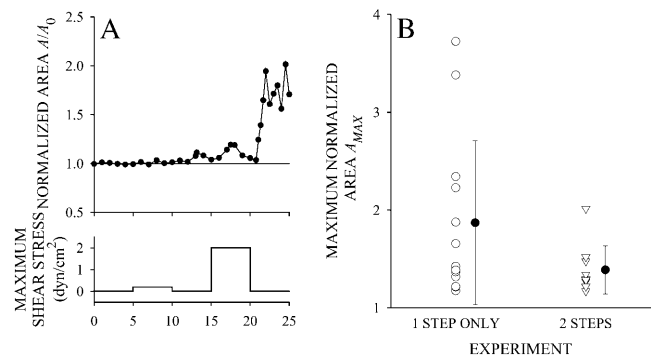 A
NORMALIZED AREA A/A0
2.0
1.5
1.0
0.5
MAXIMUM
SHEAR STRESS
(dyn/cm2)
2
1
0
0 5 10 15 20 25
B
MAXIMUM NORMALIZED
AREA AMAX
4
3
2
1
1 STEP ONLY 2 STEPS
EXPERIMENT